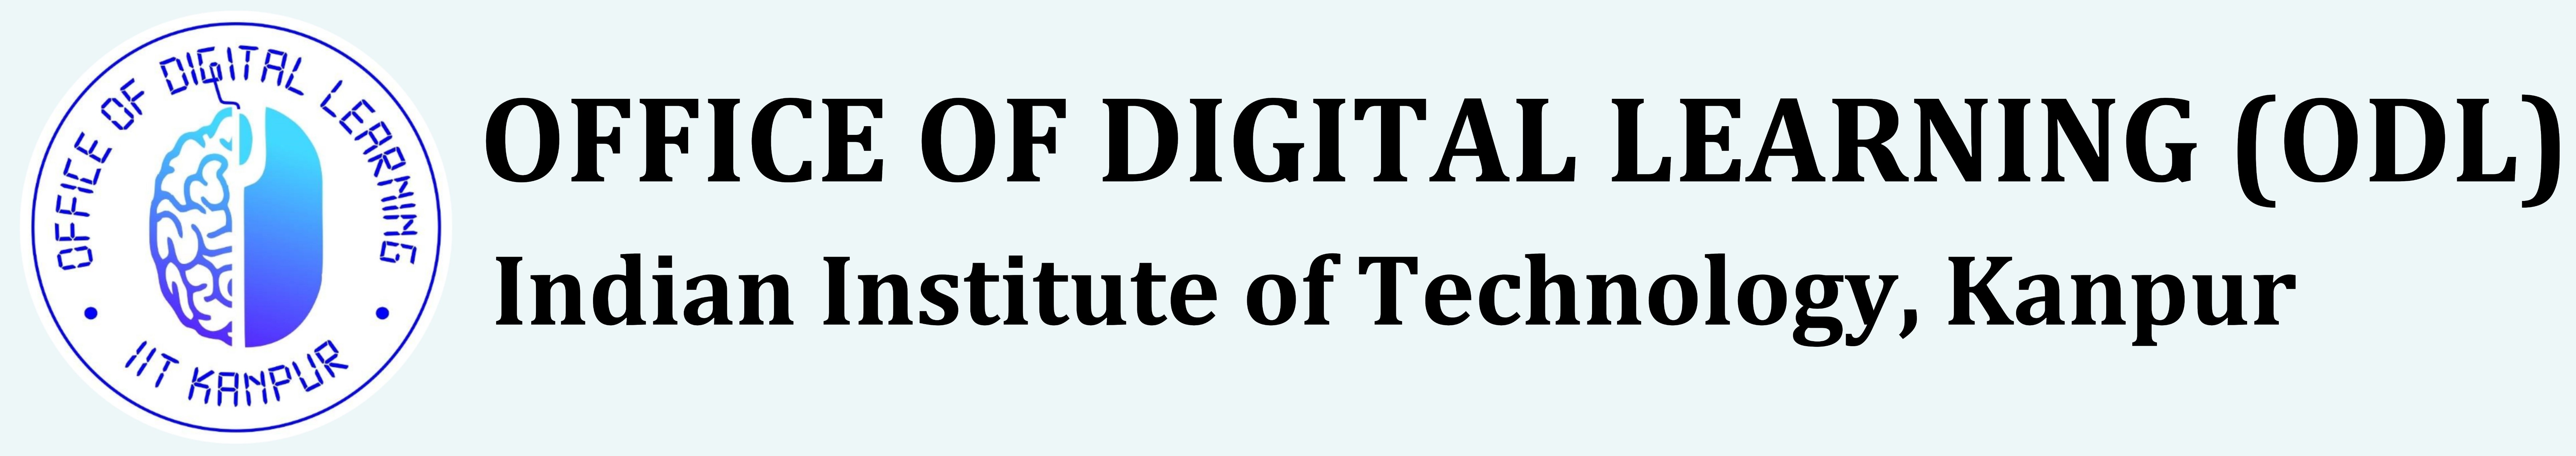 OFFICE OF DIGITAL LEARNING
IIT KANPUR
OFFICE OF DIGITAL LEARNING (ODL)
Indian Institute of Technology, Kanpur